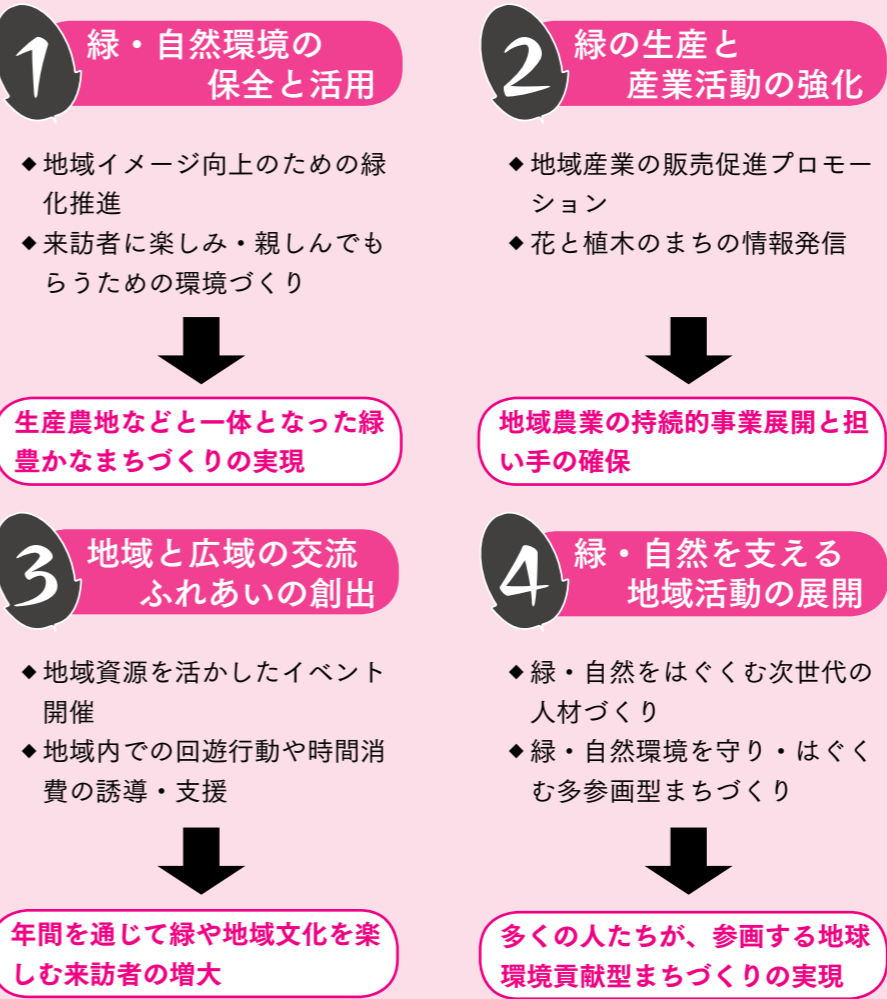 1
緑・自然環境の
保全と活用
◆地域イメージ向上のための緑
化推進
◆来訪者に楽しみ・親しんでも
らうための環境づくり
生産農地などと一体となった緑
豊かなまちづくりの実現
2
緑の生産と
産業活動の強化
◆地域産業の販売促進プロモー
ション
◆花と植木のまちの情報発信
地域農業の持続的事業展開と担
い手の確保
3
地域と広域の交流
ふれあいの創出
◆地域資源を活かしたイベント
開催
◆地域内での回遊行動や時間消
費の誘導・支援
年間を通じて緑や地域文化を楽
しむ来訪者の増大
4
緑・自然を支える
地域活動の展開
◆緑・自然をはぐくむ次世代の
人材づくり
◆緑・自然環境を守り・はぐく
む多参画型まちづくり
多くの人たちが、参画する地球
環境貢献型まちづくりの実現